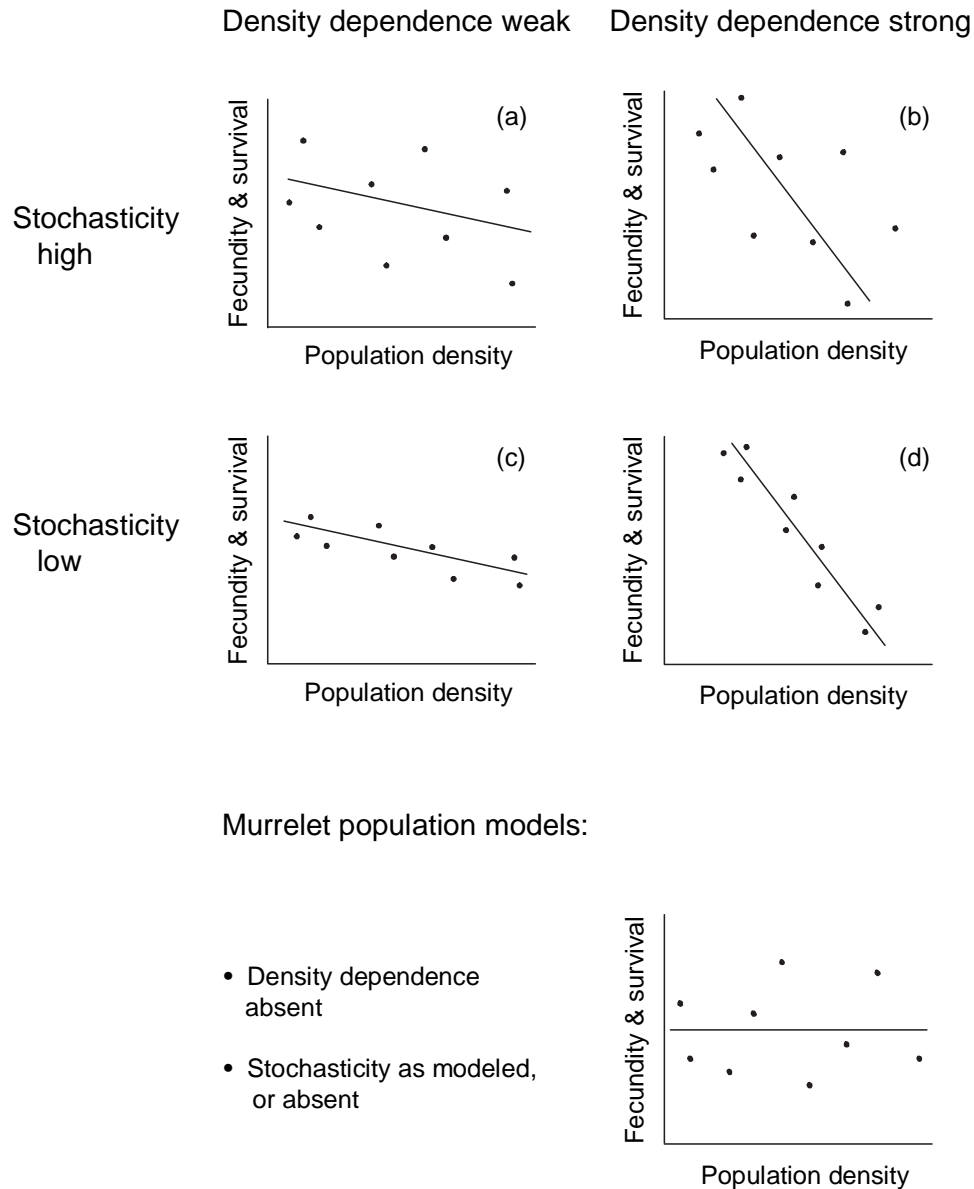 Density dependence weak
Density dependence strong
Stochasticity
high
Fecundity & survival
(a)
Population density
Fecundity & survival
(b)
Population density
Stochasticity
low
Fecundity & survival
(c)
Population density
Fecundity & survival
(d)
Population density
Murrelet population models:
• Density dependence
absent
• Stochasticity as modeled,
or absent
Fecundity & survival
Population density